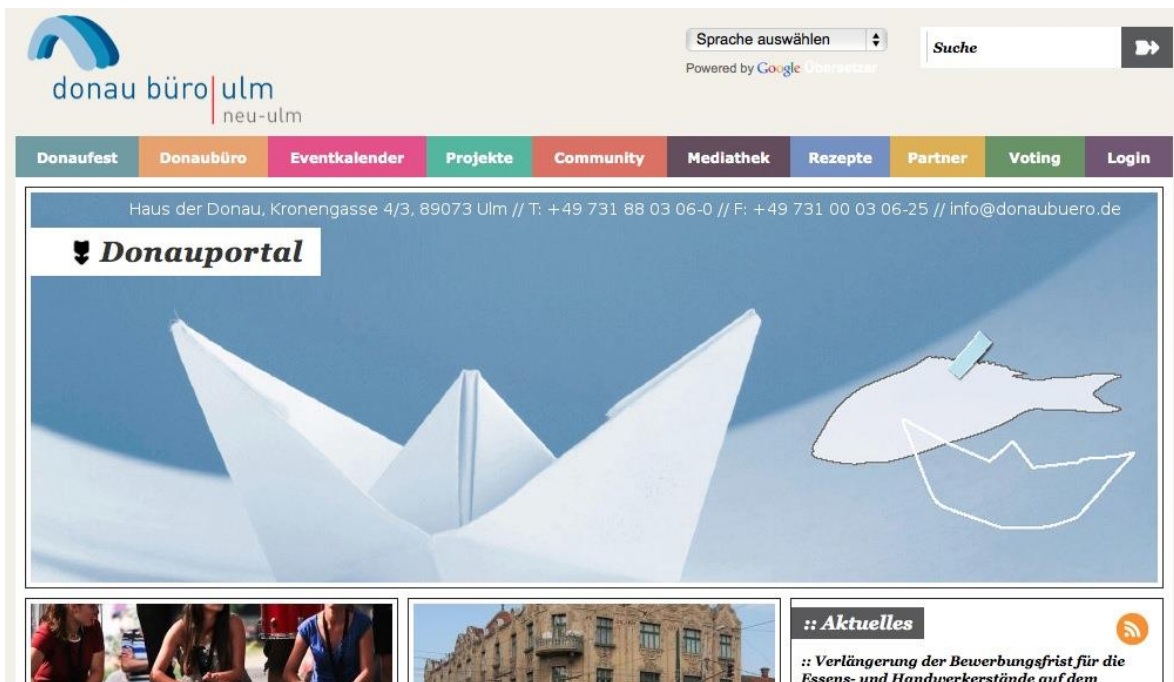 donau büro ulm
neu-ulm
Sprache auswählen
Powered by Google Übersetzer
Suche
Donaufest Donaubüro Eventkalender Projekte Community Mediathek Rezepte Partner Voting Login
Haus der Donau, Kronengasse 4/3, 89073 Ulm // T: +49 731 88 03 06-0 // F: +49 731 00 03 06-25 // info@donaubuero.de
Donauportal
:: Aktuelles
:: Verlängerung der Bewerbungsfrist für die
Essens- und Handwerkerstände auf dem